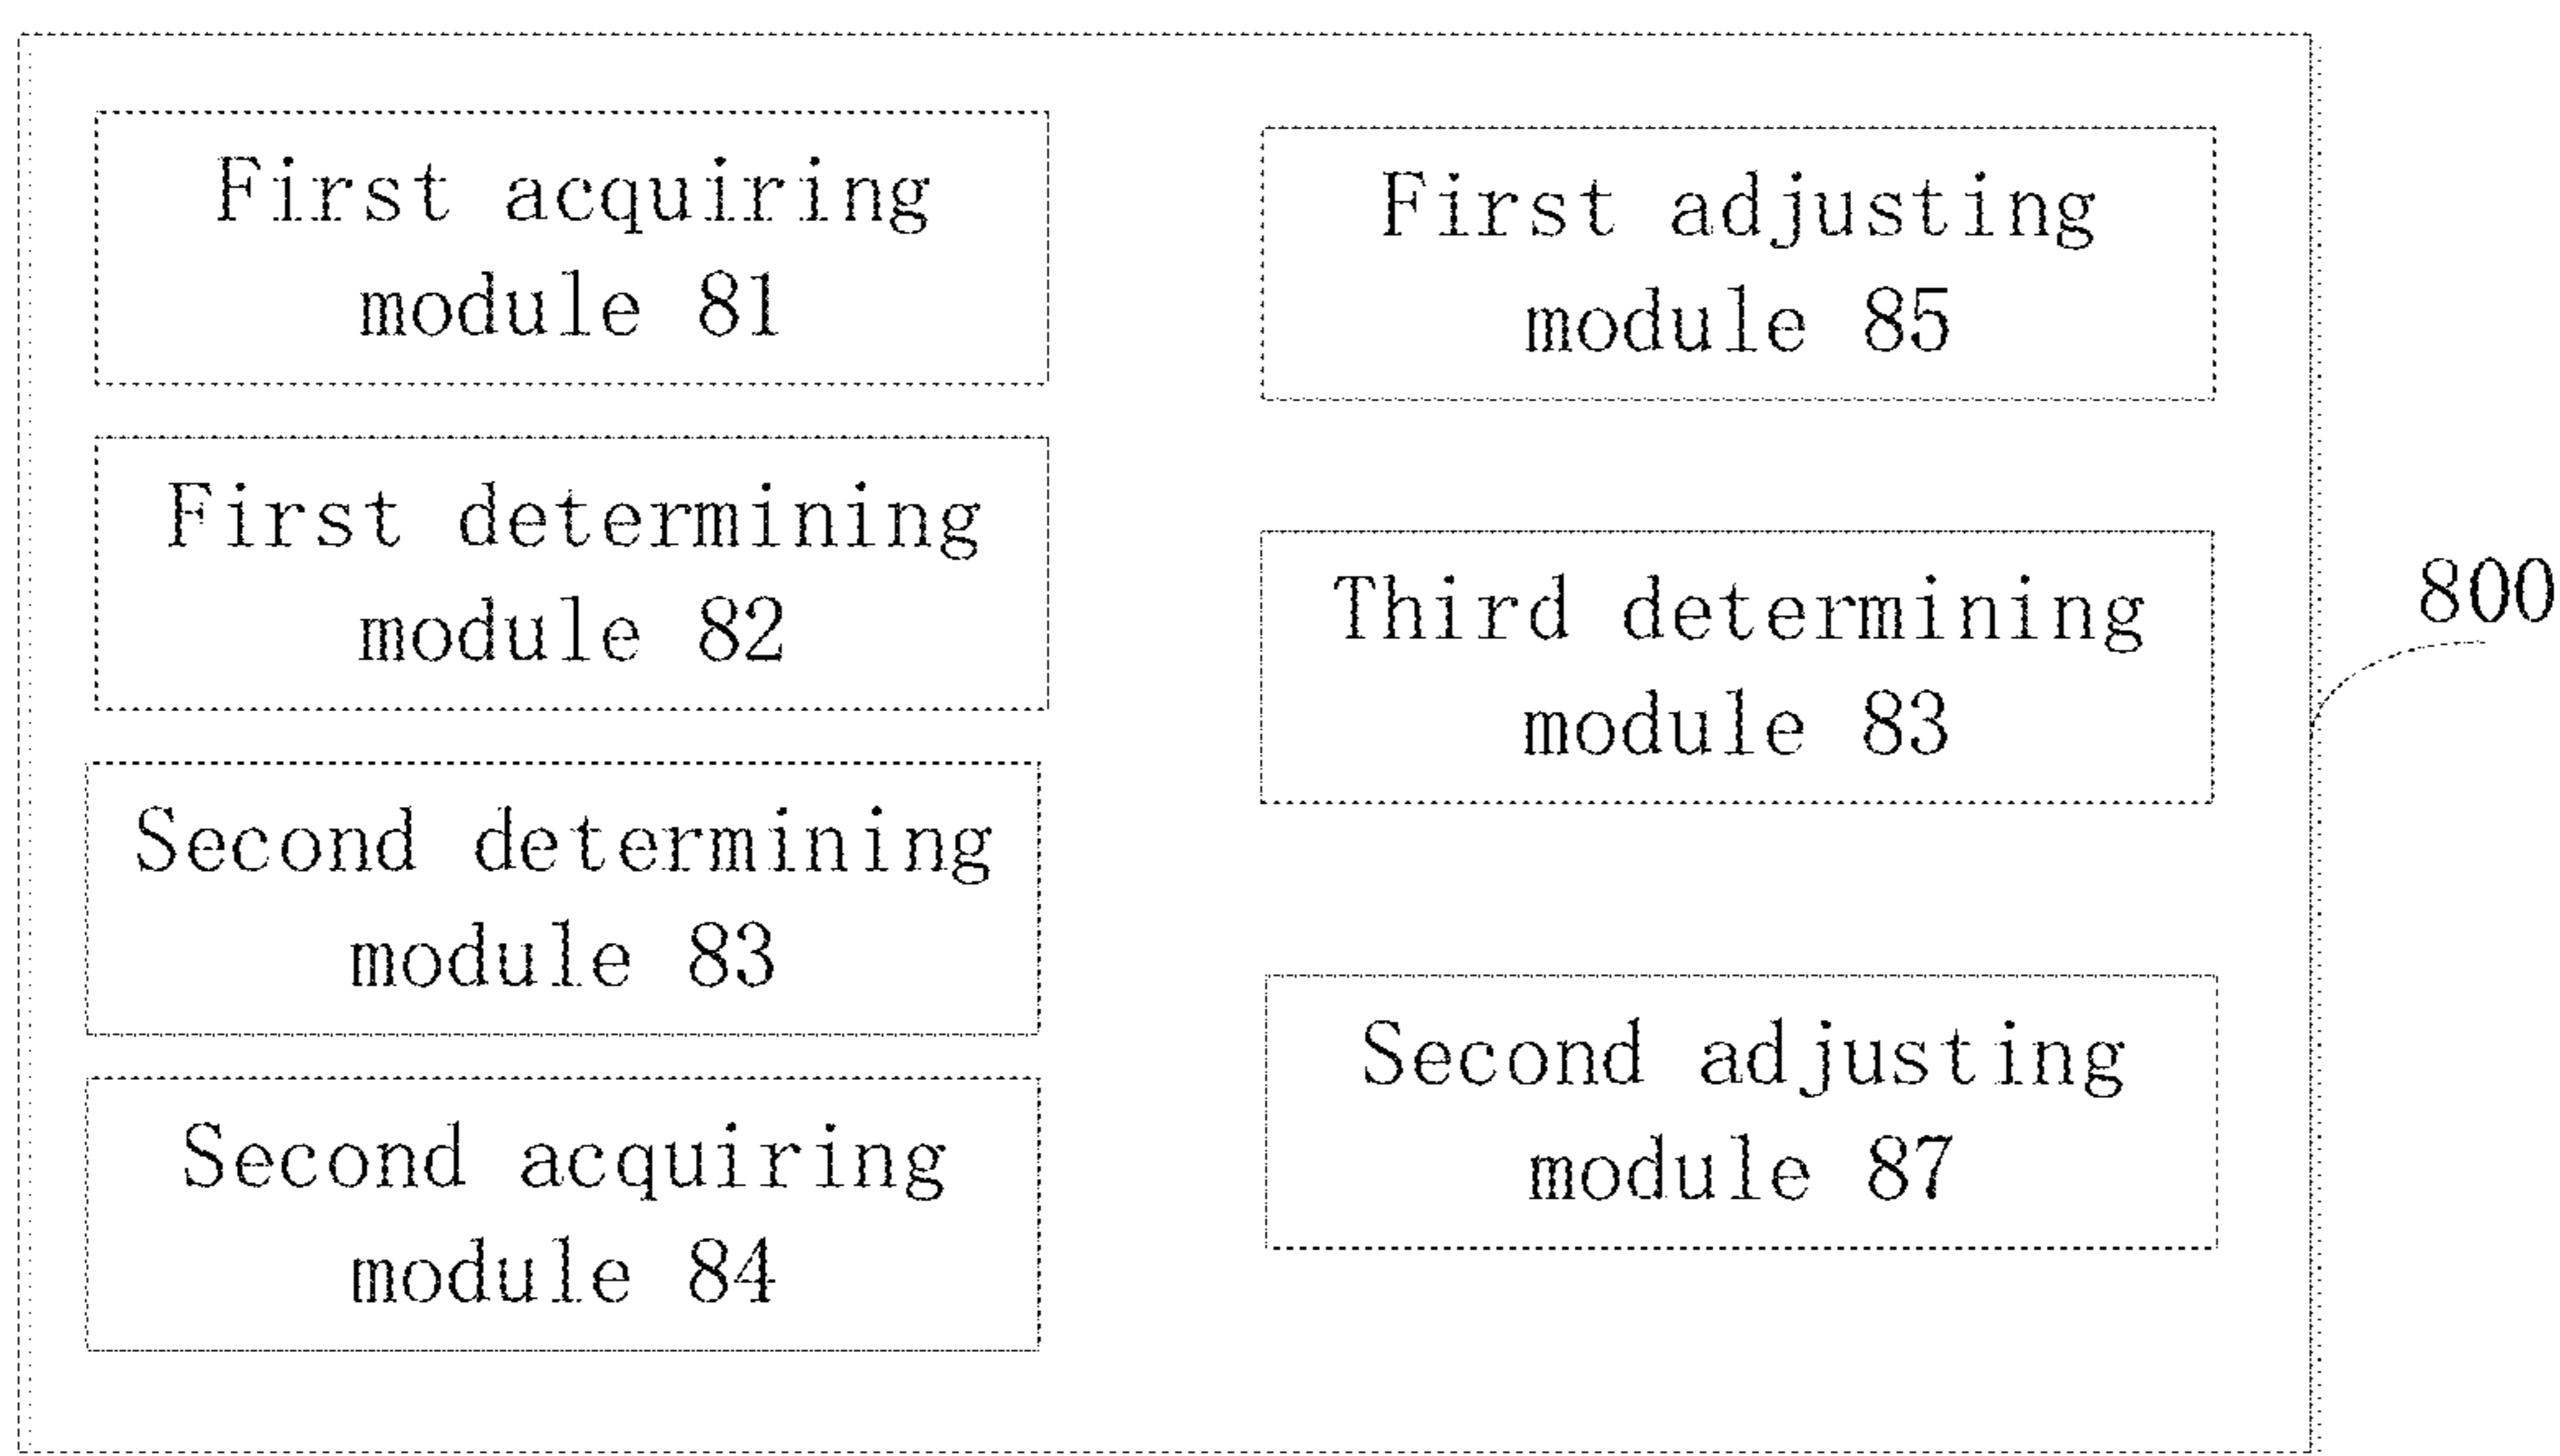 First acquiring
module 81
First determining
module 82
Second determining
module 83
Second acquiring
module 84
First adjusting
module 85
Third determining
module 83
Second adjusting
module 87
800